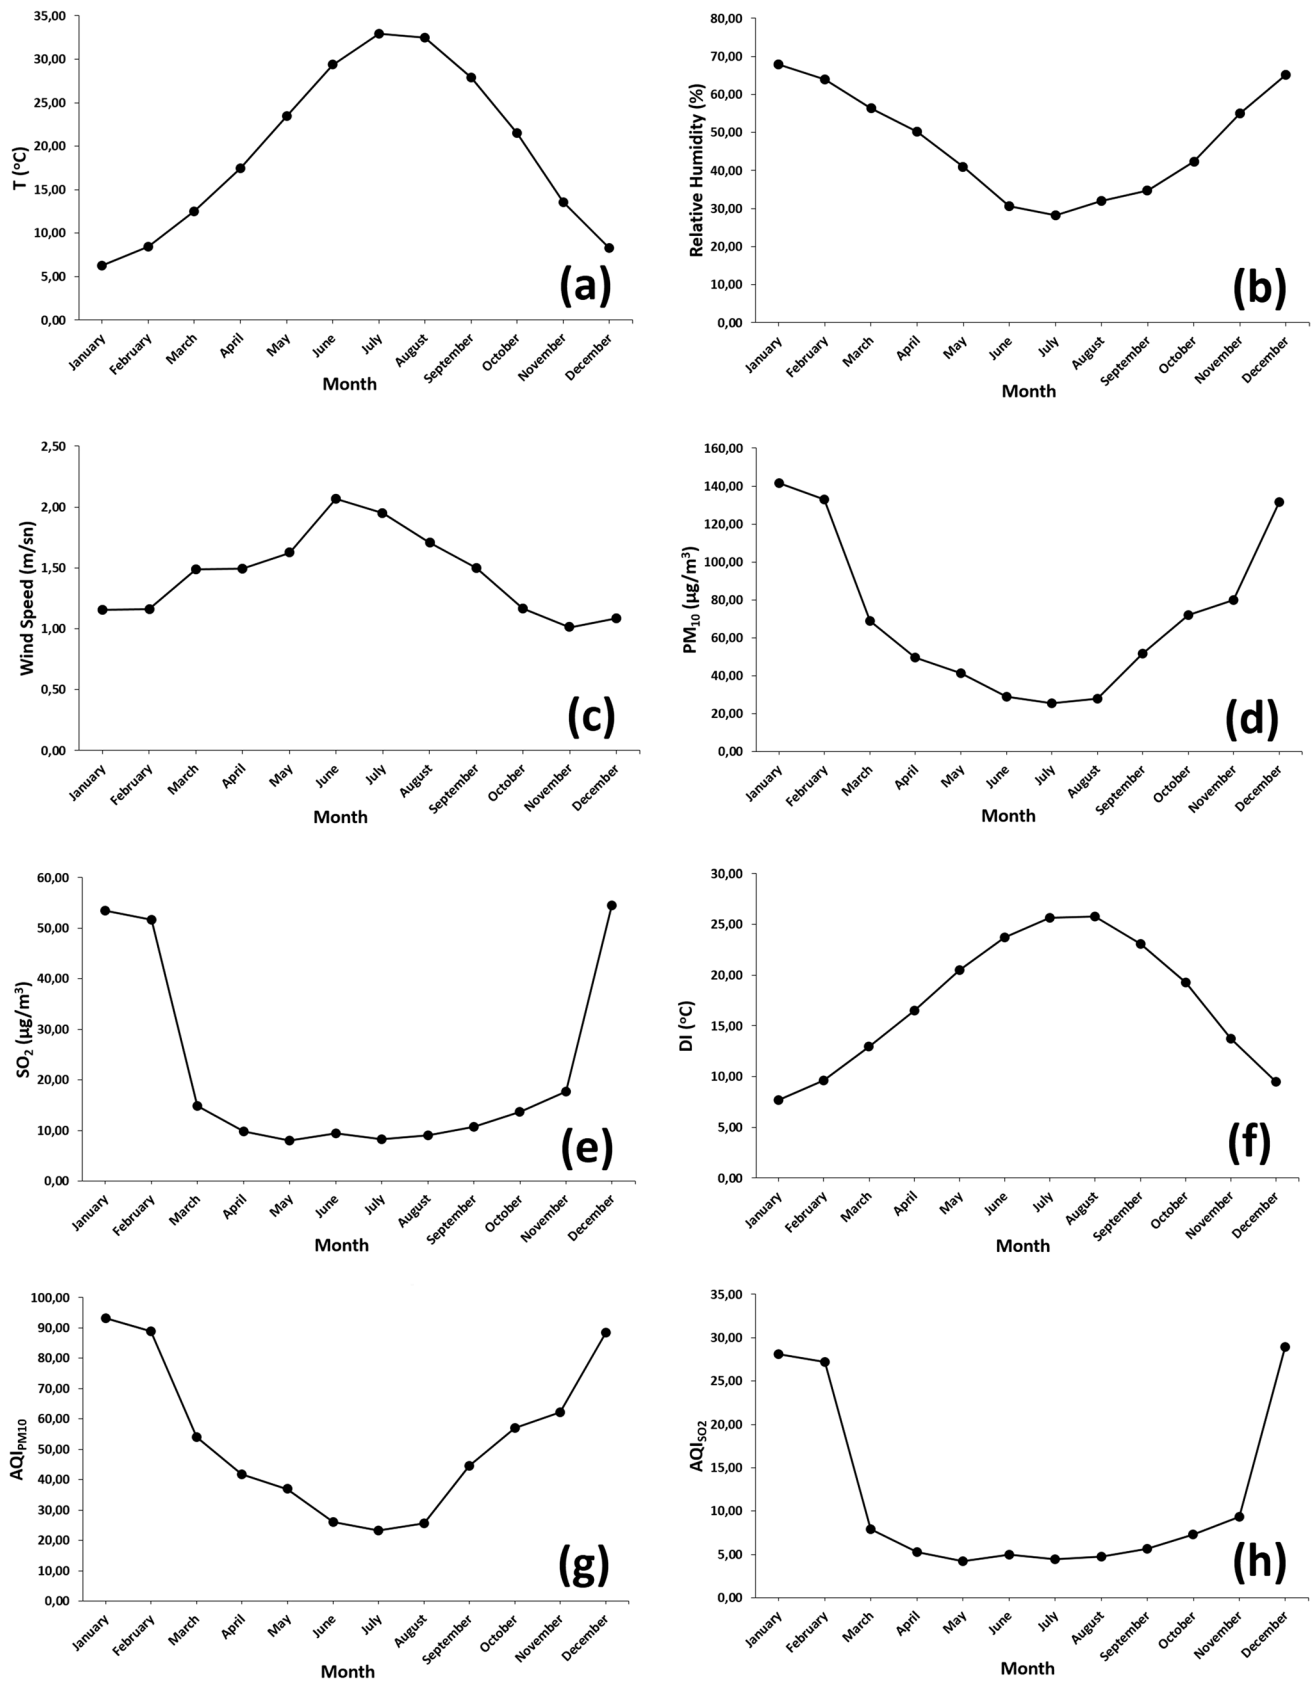 T (°C)
35,00
30,00
25,00
20,00
15,00
10,00
5,00
0,00
January
February
March
April
May
June
July
August
September
October
November
December
Month
(a)
Relative Humidity (%)
80,00
70,00
60,00
50,00
40,00
30,00
20,00
10,00
0,00
January
February
March
April
May
June
July
August
September
October
November
December
Month
(b)
Wind Speed (m/sn)
2,50
2,00
1,50
1,00
0,50
0,00
January
February
March
April
May
June
July
August
September
October
November
December
Month
(c)
PM₁₀ (µg/m³)
160,00
140,00
120,00
100,00
80,00
60,00
40,00
20,00
0,00
January
February
March
April
May
June
July
August
September
October
November
December
Month
(d)
SO₂ (µg/m³)
60,00
50,00
40,00
30,00
20,00
10,00
0,00
January
February
March
April
May
June
July
August
September
October
November
December
Month
(e)
DI (°C)
30,00
25,00
20,00
15,00
10,00
5,00
0,00
January
February
March
April
May
June
July
August
September
October
November
December
Month
(f)
AQIPM10
100,00
90,00
80,00
70,00
60,00
50,00
40,00
30,00
20,00
10,00
0,00
January
February
March
April
May
June
July
August
September
October
November
December
Month
(g)
AQISO2
35,00
30,00
25,00
20,00
15,00
10,00
5,00
0,00
January
February
March
April
May
June
July
August
September
October
November
December
Month
(h)